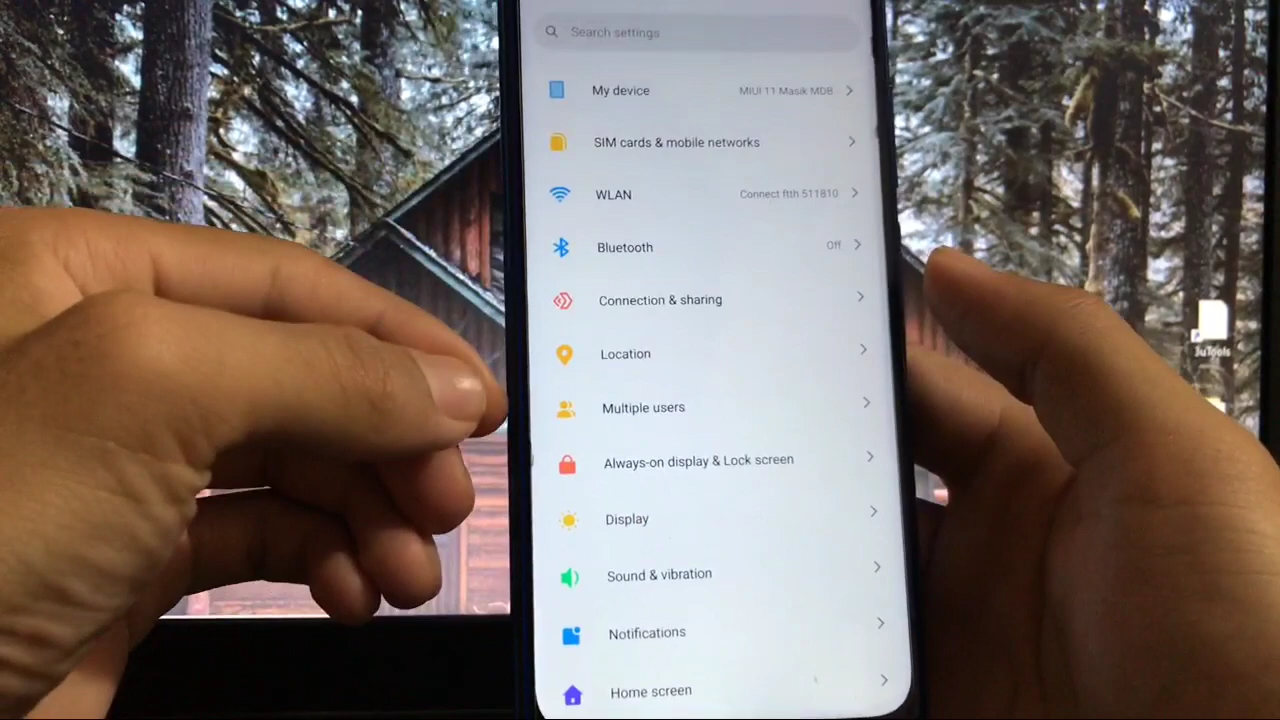 Search settings
My device MIUI 11 Masik MDB
SIM cards & mobile networks
WLAN Connect ftth 511810
Bluetooth Off
Connection & sharing
Location
Multiple users
Always-on display & Lock screen
Display
Sound & vibration
Notifications
Home screen
3uTools